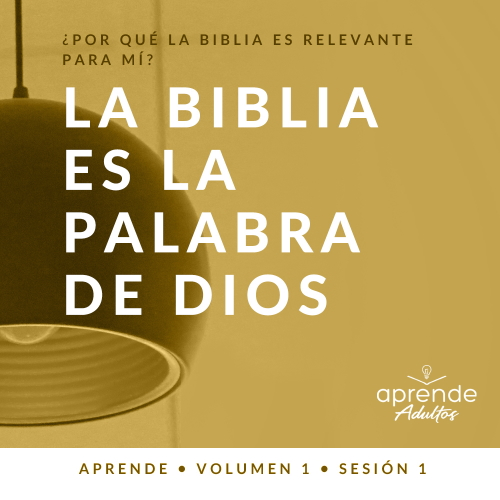 ¿POR QUÉ LA BIBLIA ES RELEVANTE
PARA MÍ?
LA BIBLIA
ES LA
PALABRA
DE DIOS
aprende
Adultos
APRENDE • VOLUMEN 1 • SESIÓN 1